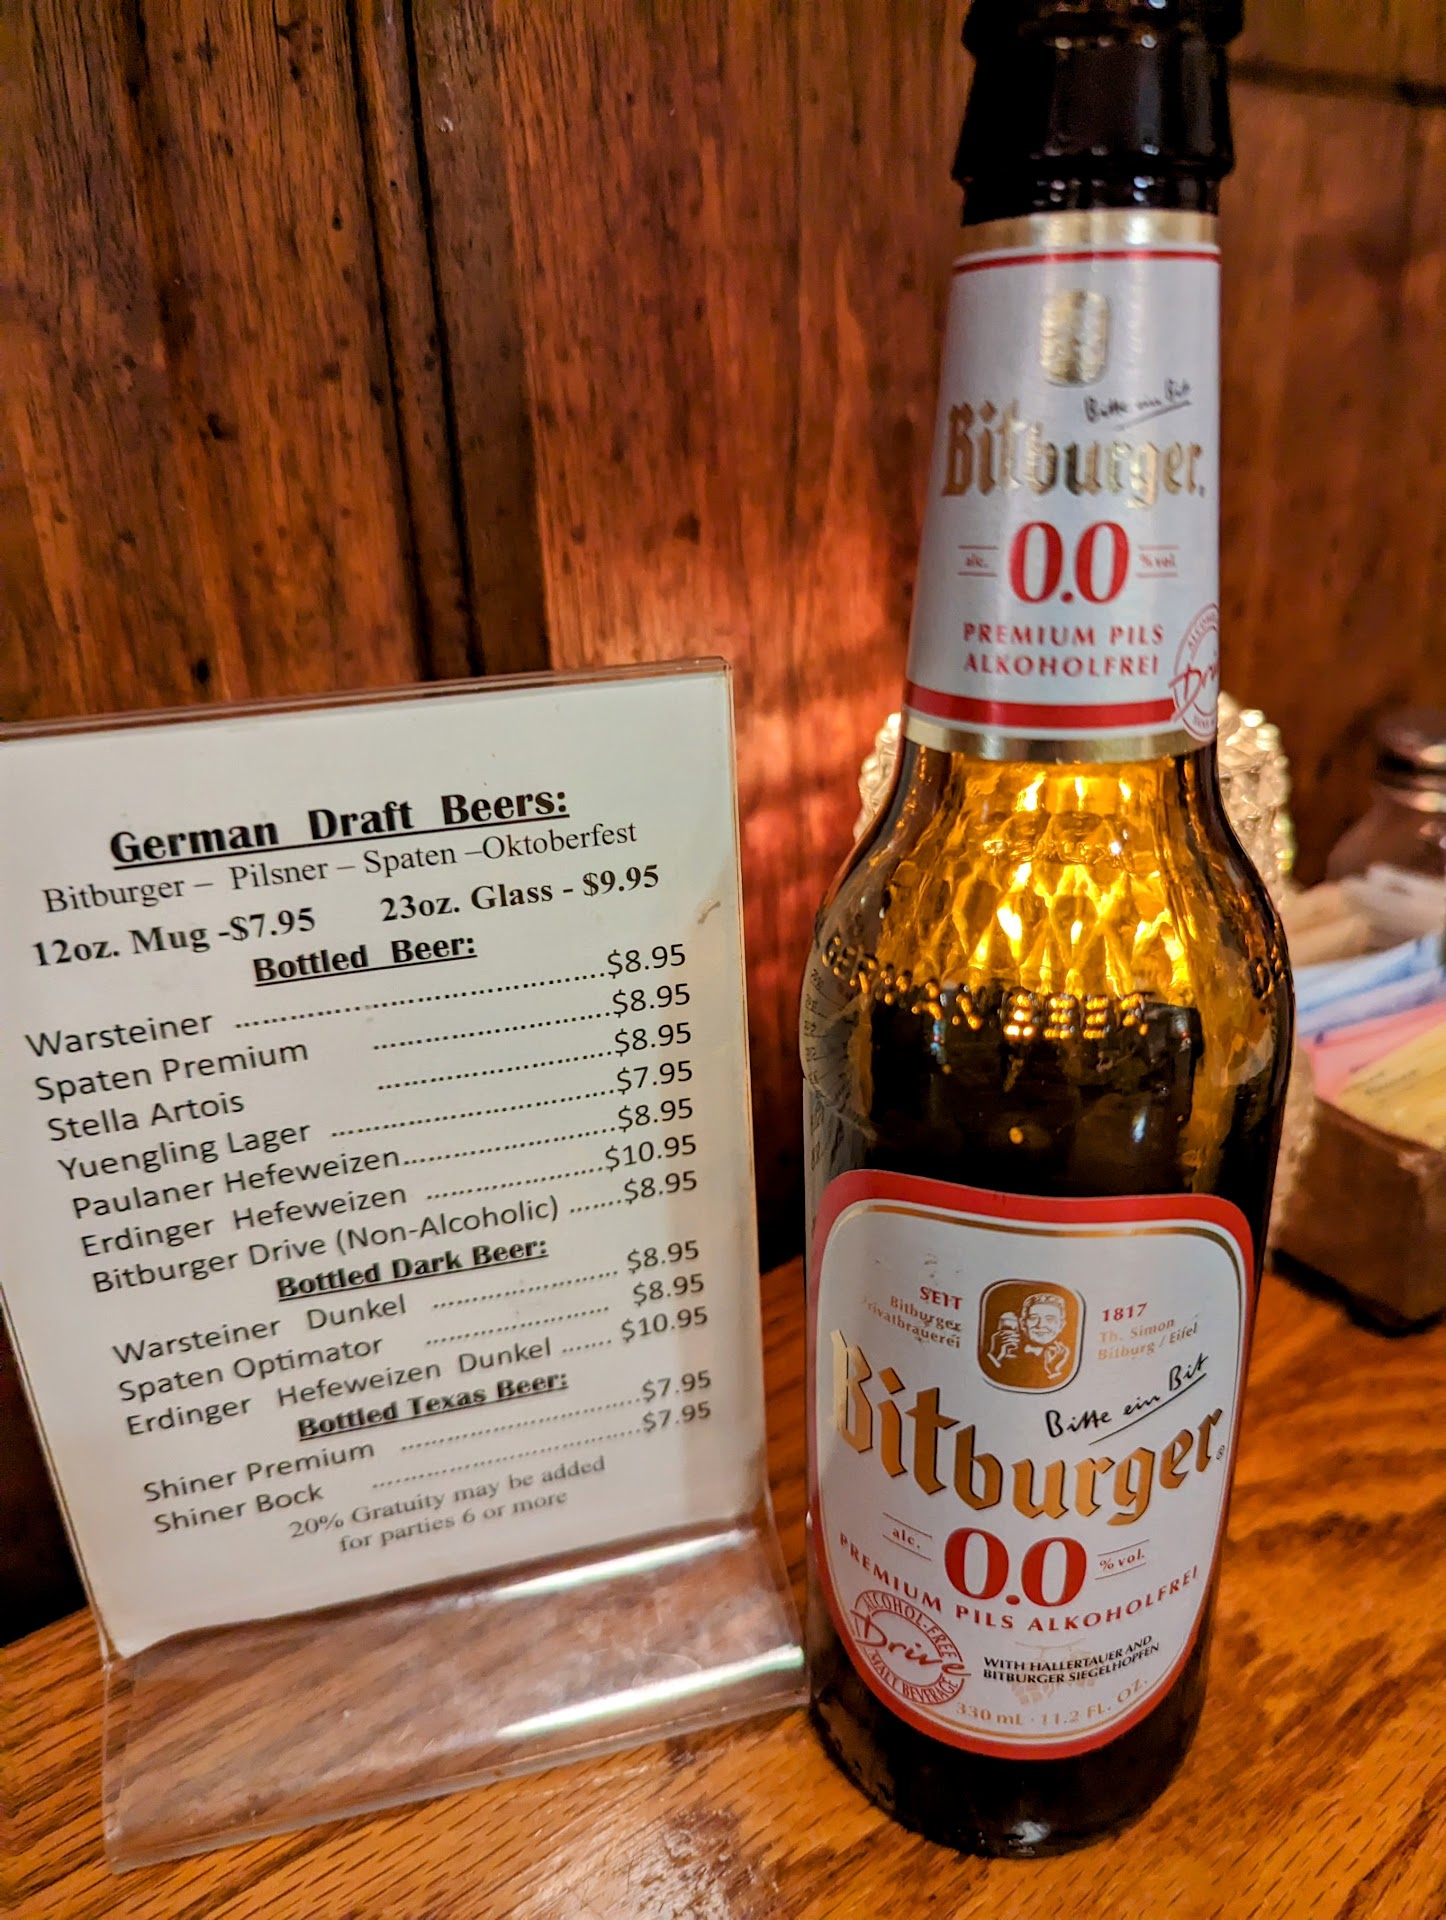 German Draft Beers:
Bitburger – Pilsner – Spaten –Oktoberfest
12oz. Mug -$7.95 23oz. Glass - $9.95
Bottled Beer:
Warsteiner ........................................$8.95
Spaten Premium ..........................$8.95
Stella Artois ..........................$8.95
Yuengling Lager ................................$7.95
Paulaner Hefeweizen........................$8.95
Erdinger Hefeweizen ....................$10.95
Bitburger Drive (Non-Alcoholic) .......$8.95
Bottled Dark Beer:
Warsteiner Dunkel ..................... $8.95
Spaten Optimator ..................... $8.95
Erdinger Hefeweizen Dunkel ....... $10.95
Bottled Texas Beer:
Shiner Premium ...........................$7.95
Shiner Bock ..............................$7.95
20% Gratuity may be added
for parties 6 or more
Bitte ein Bit
Bitburger
alc. 0.0 % vol.
PREMIUM PILS
ALKOHOLFREI
GERMAN BEER
SEIT 1817
Bitburger Th. Simon
Privatbrauerei Bitburg / Eifel
Bitte ein Bit
Bitburger®
alc. 0.0 % vol.
PREMIUM PILS ALKOHOLFREI
ALCOHOL-FREE
Drive
MALT BEVERAGE
WITH HALLERTAUER AND
BITBURGER SIEGELHOPFEN
330 mL · 11.2 FL. OZ.